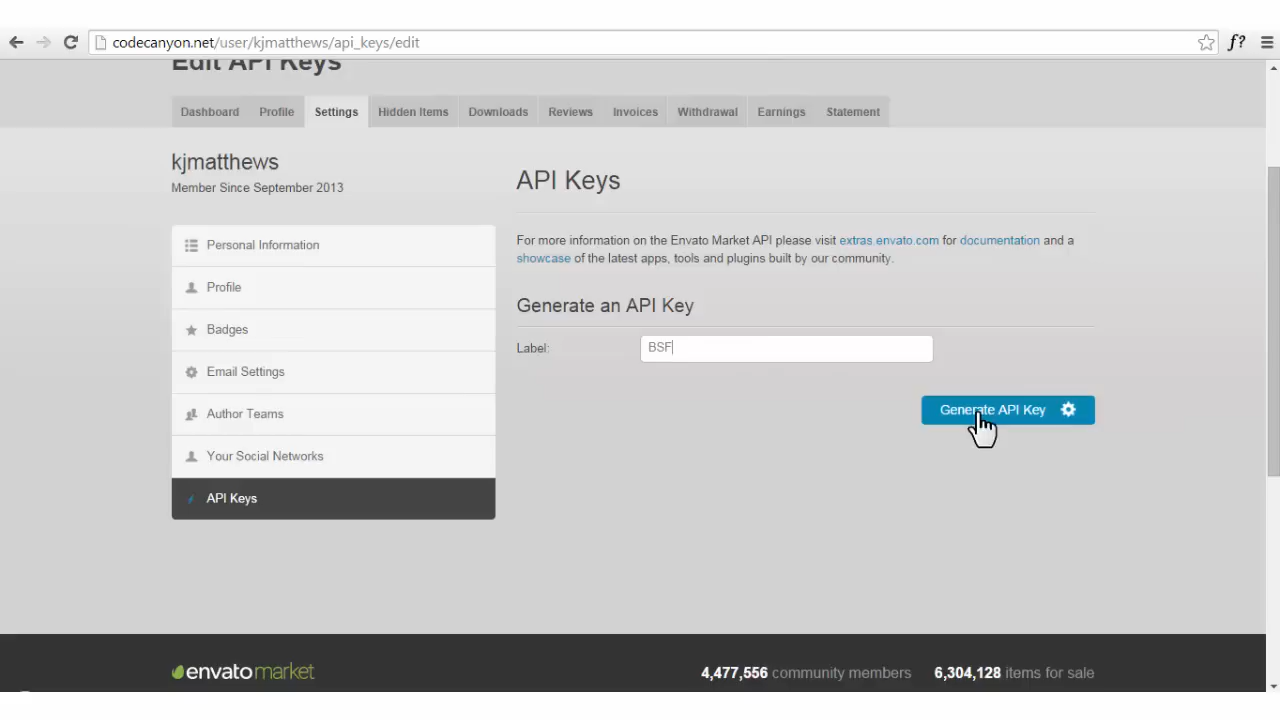 codecanyon.net/user/kjmatthews/api_keys/edit
f?
Edit API Keys
Dashboard Profile Settings Hidden Items Downloads Reviews Invoices Withdrawal Earnings Statement
kjmatthews
Member Since September 2013
Personal Information
Profile
Badges
Email Settings
Author Teams
Your Social Networks
API Keys
API Keys
For more information on the Envato Market API please visit extras.envato.com for documentation and a
showcase of the latest apps, tools and plugins built by our community.
Generate an API Key
Label: BSF
Generate API Key
envatomarket
4,477,556 community members 6,304,128 items for sale